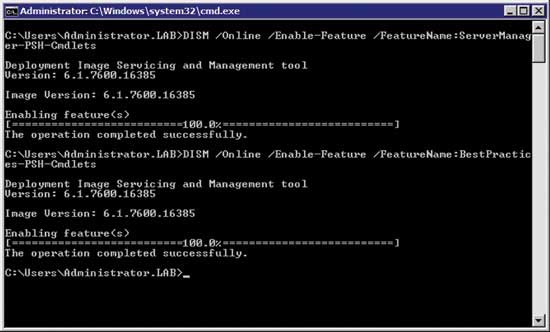 Administrator: C:\Windows\system32\cmd.exe
C:\Users\Administrator.LAB>DISM /Online /Enable-Feature /FeatureName:ServerManag
er-PSH-Cmdlets
Deployment Image Servicing and Management tool
Version: 6.1.7600.16385
Image Version: 6.1.7600.16385
Enabling feature(s)
[===========================100.0%===========================]
The operation completed successfully.
C:\Users\Administrator.LAB>DISM /Online /Enable-Feature /FeatureName:BestPractic
es-PSH-Cmdlets
Deployment Image Servicing and Management tool
Version: 6.1.7600.16385
Image Version: 6.1.7600.16385
Enabling feature(s)
[===========================100.0%===========================]
The operation completed successfully.
C:\Users\Administrator.LAB>_